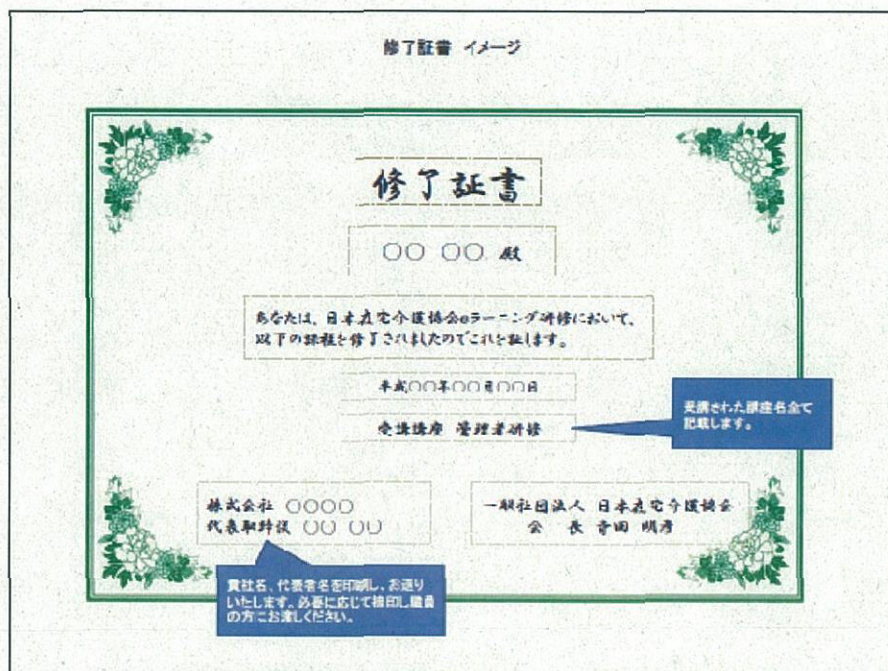 修了証書 イメージ
修了証書
○○ ○○ 殿
あなたは、日本在宅介護協会eラーニング研修において、
以下の課程を修了されましたのでこれを証します。
平成○○年○○月○○日
受講講座 管理者研修
受講された講座名全て
記載します。
株式会社 ○○○○
代表取締役 ○○ ○○
一般社団法人 日本在宅介護協会
会 長 寺田 明彦
貴社名、代表者名を印刷し、お送り
いたします。必要に応じて捺印し職員
の方にお渡しください。